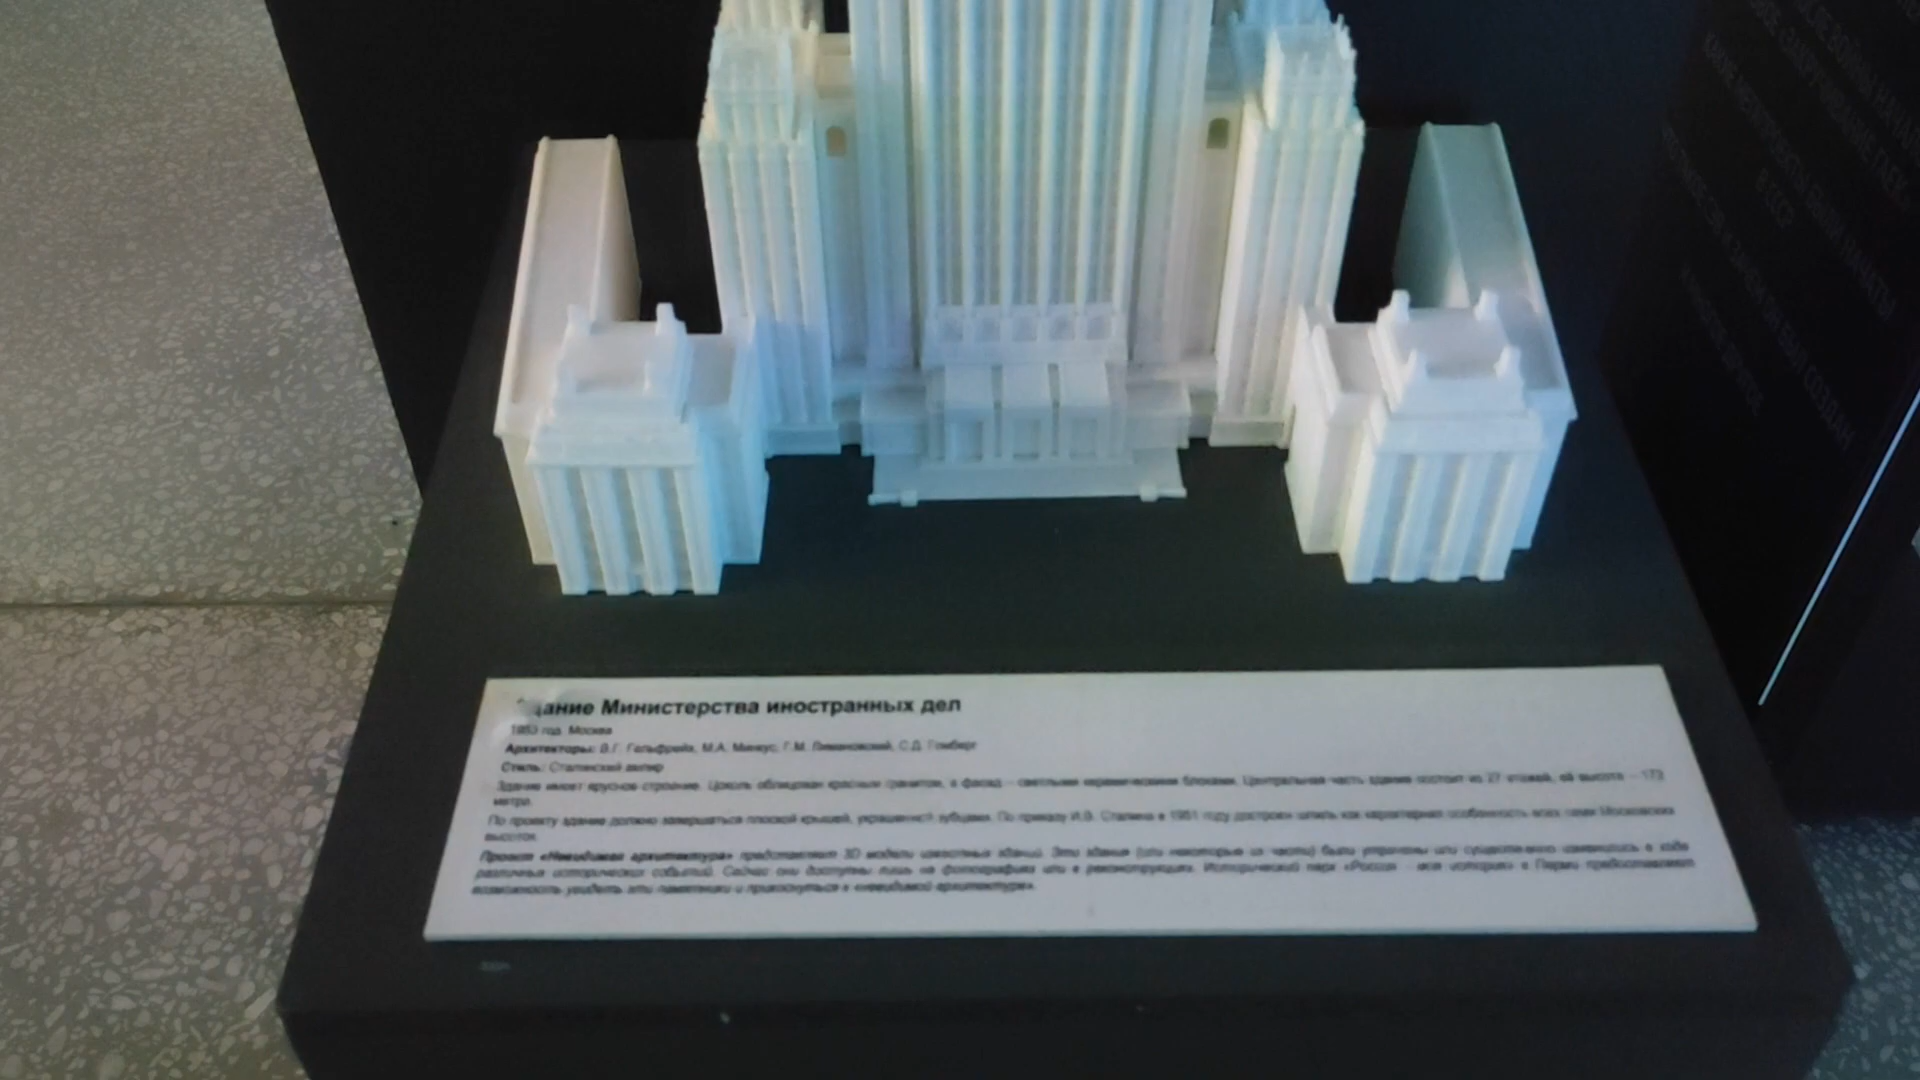 дание Министерства иностранных дел
1953 год. Москва
Архитекторы: В.Г. Гельфрейх, М.А. Минкус, Г.М. Лимановский, С.Д. Гомберг
Стиль: Сталинский ампир
Здание имеет ярусное строение. Цоколь облицован красным гранитом, а фасад – светлыми керамическими блоками. Центральная часть здания состоит из 27 этажей, её высота – 172
метра.
По проекту здание должно завершаться плоской крышей, украшенной зубцами. По приказу И.В. Сталина в 1951 году достроен шпиль как характерная особенность всех семи Московских
высоток.
Проект «Невидимая архитектура» представляет 3D модели известных зданий. Эти здания (или некоторые их части) были утрачены или существенно изменились в ходе
различных исторических событий. Сейчас они доступны лишь на фотографиях или в реконструкциях. Исторический парк «Россия – моя история» в Перми предоставляет
возможность увидеть эти памятники и прикоснуться к «невидимой архитектуре».
В СССР